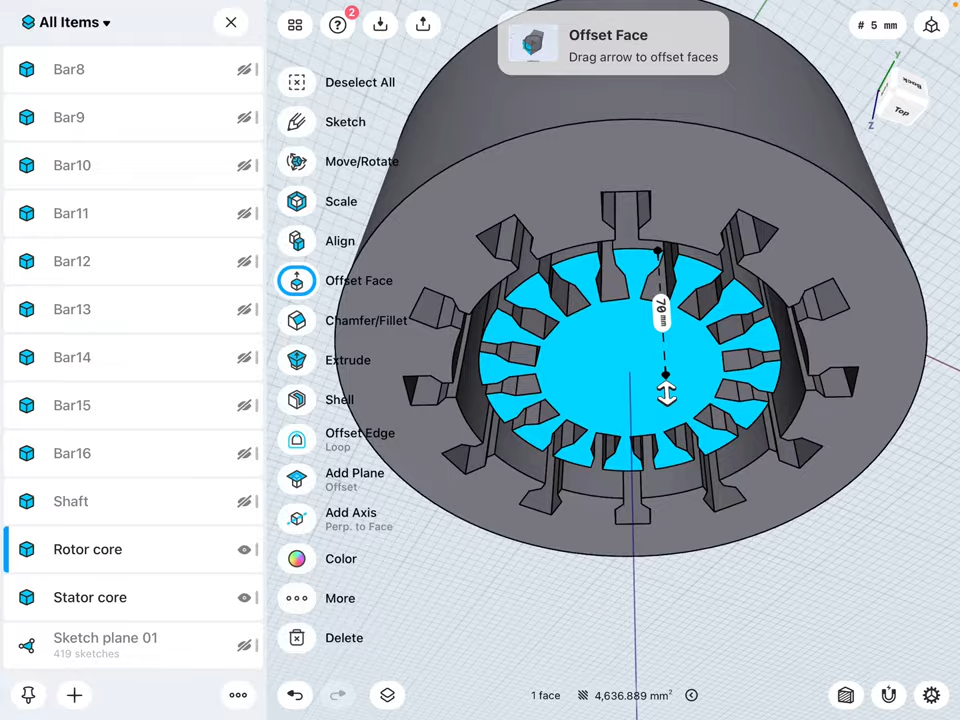 All Items
Bar8
Bar9
Bar10
Bar11
Bar12
Bar13
Bar14
Bar15
Bar16
Shaft
Rotor core
Stator core
Sketch plane 01
419 sketches
2
Deselect All
Sketch
Move/Rotate
Scale
Align
Offset Face
Chamfer/Fillet
Extrude
Shell
Offset Edge
Loop
Add Plane
Offset
Add Axis
Perp. to Face
Color
More
Delete
Offset Face
Drag arrow to offset faces
# 5 mm
Y
Back
Top
Z
70 mm
1 face 4,636.889 mm²